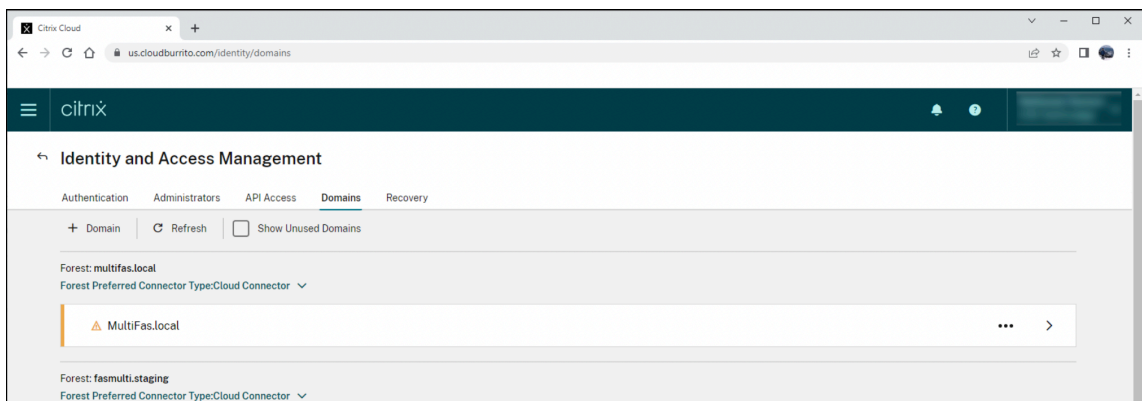 Citrix Cloud
us.cloudburrito.com/identity/domains
citrix
Identity and Access Management
Authentication Administrators API Access Domains Recovery
+ Domain Refresh Show Unused Domains
Forest: multifas.local
Forest Preferred Connector Type:Cloud Connector
MultiFas.local
Forest: fasmulti.staging
Forest Preferred Connector Type:Cloud Connector